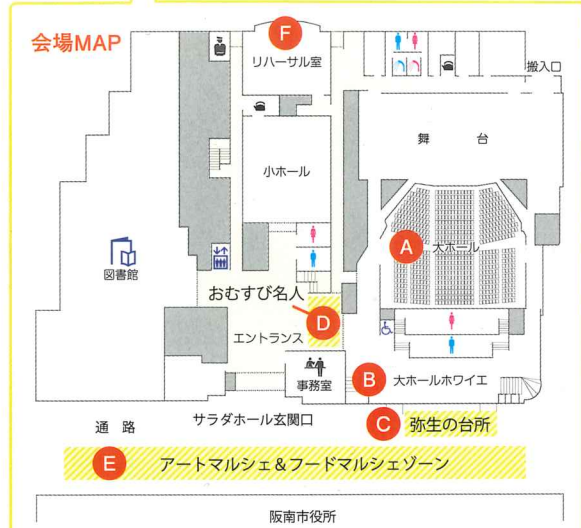 会場MAP
F
リハーサル室
搬入口
舞 台
小ホール
A
大ホール
図書館
おむすび名人
D
エントランス
事務室
B
大ホールホワイエ
サラダホール玄関口
C
弥生の台所
通 路
E
アートマルシェ&フードマルシェゾーン
阪南市役所